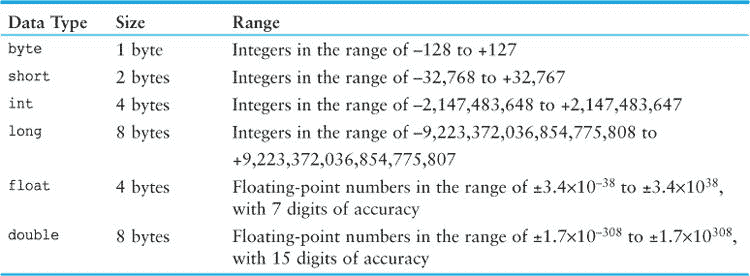 Data Type Size Range
byte 1 byte Integers in the range of –128 to +127
short 2 bytes Integers in the range of –32,768 to +32,767
int 4 bytes Integers in the range of –2,147,483,648 to +2,147,483,647
long 8 bytes Integers in the range of –9,223,372,036,854,775,808 to
+9,223,372,036,854,775,807
float 4 bytes Floating-point numbers in the range of ±3.4×10⁻³⁸ to ±3.4×10³⁸,
with 7 digits of accuracy
double 8 bytes Floating-point numbers in the range of ±1.7×10⁻³⁰⁸ to ±1.7×10³⁰⁸,
with 15 digits of accuracy